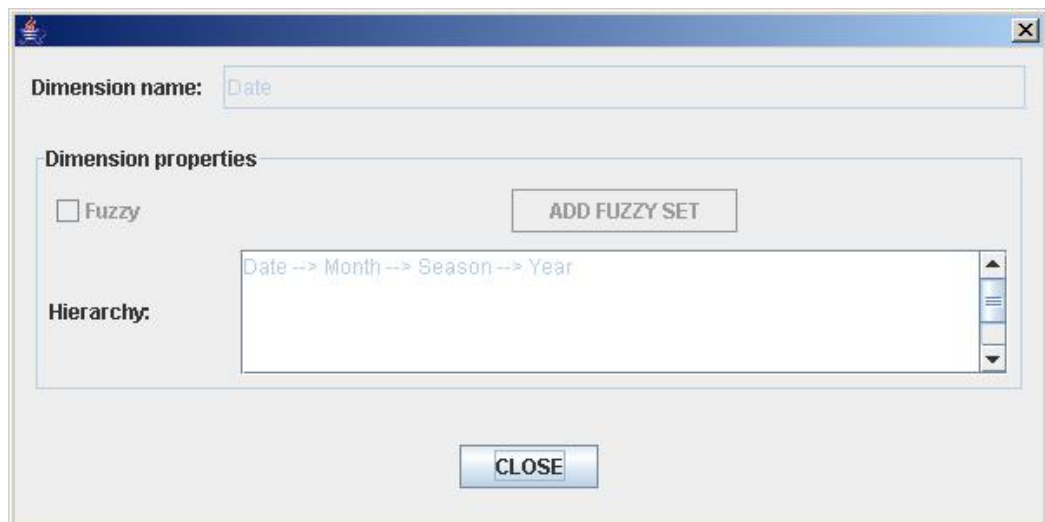 Dimension name: Date
Dimension properties
Fuzzy ADD FUZZY SET
Date --> Month --> Season --> Year
Hierarchy:
CLOSE